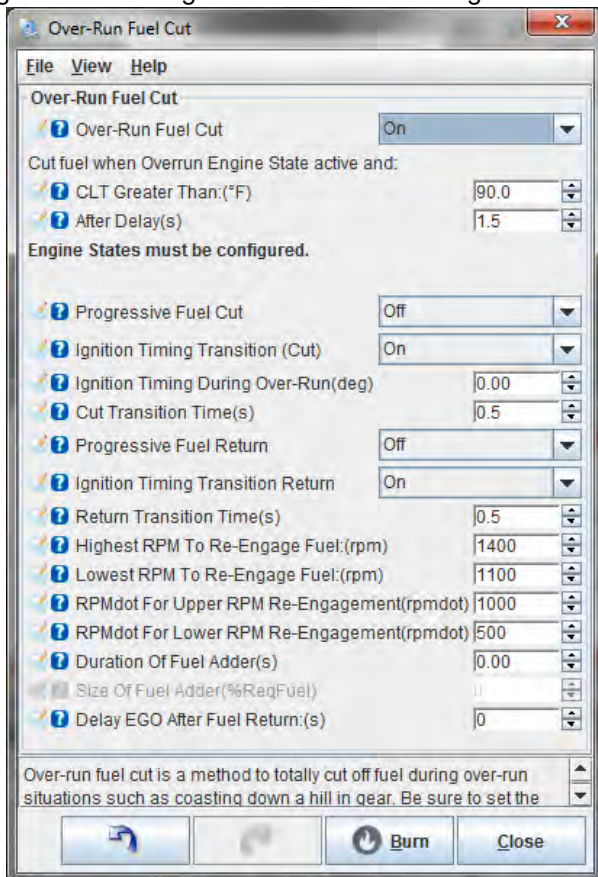 Over-Run Fuel Cut
File View Help
Over-Run Fuel Cut
Over-Run Fuel Cut On
Cut fuel when Overrun Engine State active and:
CLT Greater Than:(°F) 90.0
After Delay(s) 1.5
Engine States must be configured.
Progressive Fuel Cut Off
Ignition Timing Transition (Cut) On
Ignition Timing During Over-Run(deg) 0.00
Cut Transition Time(s) 0.5
Progressive Fuel Return Off
Ignition Timing Transition Return On
Return Transition Time(s) 0.5
Highest RPM To Re-Engage Fuel:(rpm) 1400
Lowest RPM To Re-Engage Fuel:(rpm) 1100
RPMdot For Upper RPM Re-Engagement(rpmdot) 1000
RPMdot For Lower RPM Re-Engagement(rpmdot) 500
Duration Of Fuel Adder(s) 0.00
Size Of Fuel Adder(%ReqFuel) 0
Delay EGO After Fuel Return:(s) 0
Over-run fuel cut is a method to totally cut off fuel during over-run
situations such as coasting down a hill in gear. Be sure to set the
Burn Close